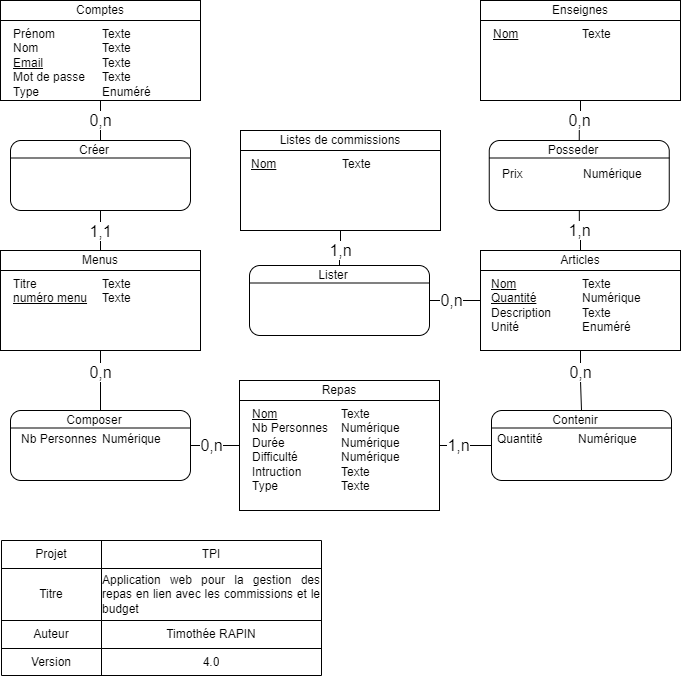 Comptes
Prénom Texte
Nom Texte
Email Texte
Mot de passe Texte
Type Enuméré
0,n
Créer
1,1
Menus
Titre Texte
numéro menu Texte
0,n
Composer
Nb Personnes Numérique
0,n
Listes de commissions
Nom Texte
1,n
Lister
0,n
Repas
Nom Texte
Nb Personnes Numérique
Durée Numérique
Difficulté Numérique
Intruction Texte
Type Texte
1,n
Enseignes
Nom Texte
0,n
Posseder
Prix Numérique
1,n
Articles
Nom Texte
Quantité Numérique
Description Texte
Unité Enuméré
0,n
Contenir
Quantité Numérique
Projet TPI
Titre Application web pour la gestion des
repas en lien avec les commissions et le
budget
Auteur Timothée RAPIN
Version 4.0